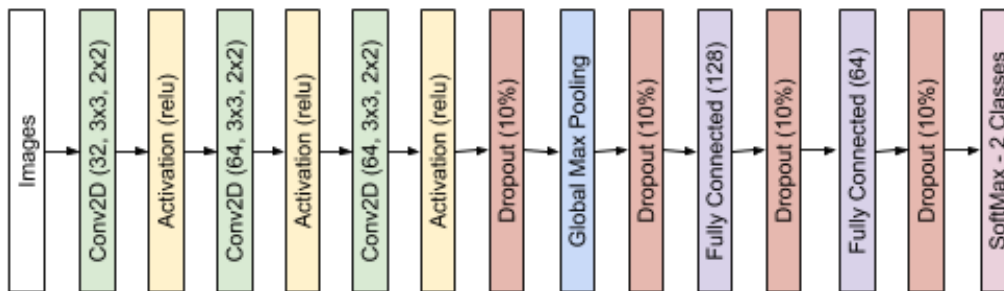 Images
Conv2D (32, 3x3, 2x2)
Activation (relu)
Conv2D (64, 3x3, 2x2)
Activation (relu)
Conv2D (64, 3x3, 2x2)
Activation (relu)
Dropout (10%)
Global Max Pooling
Dropout (10%)
Fully Connected (128)
Dropout (10%)
Fully Connected (64)
Dropout (10%)
SoftMax - 2 Classes